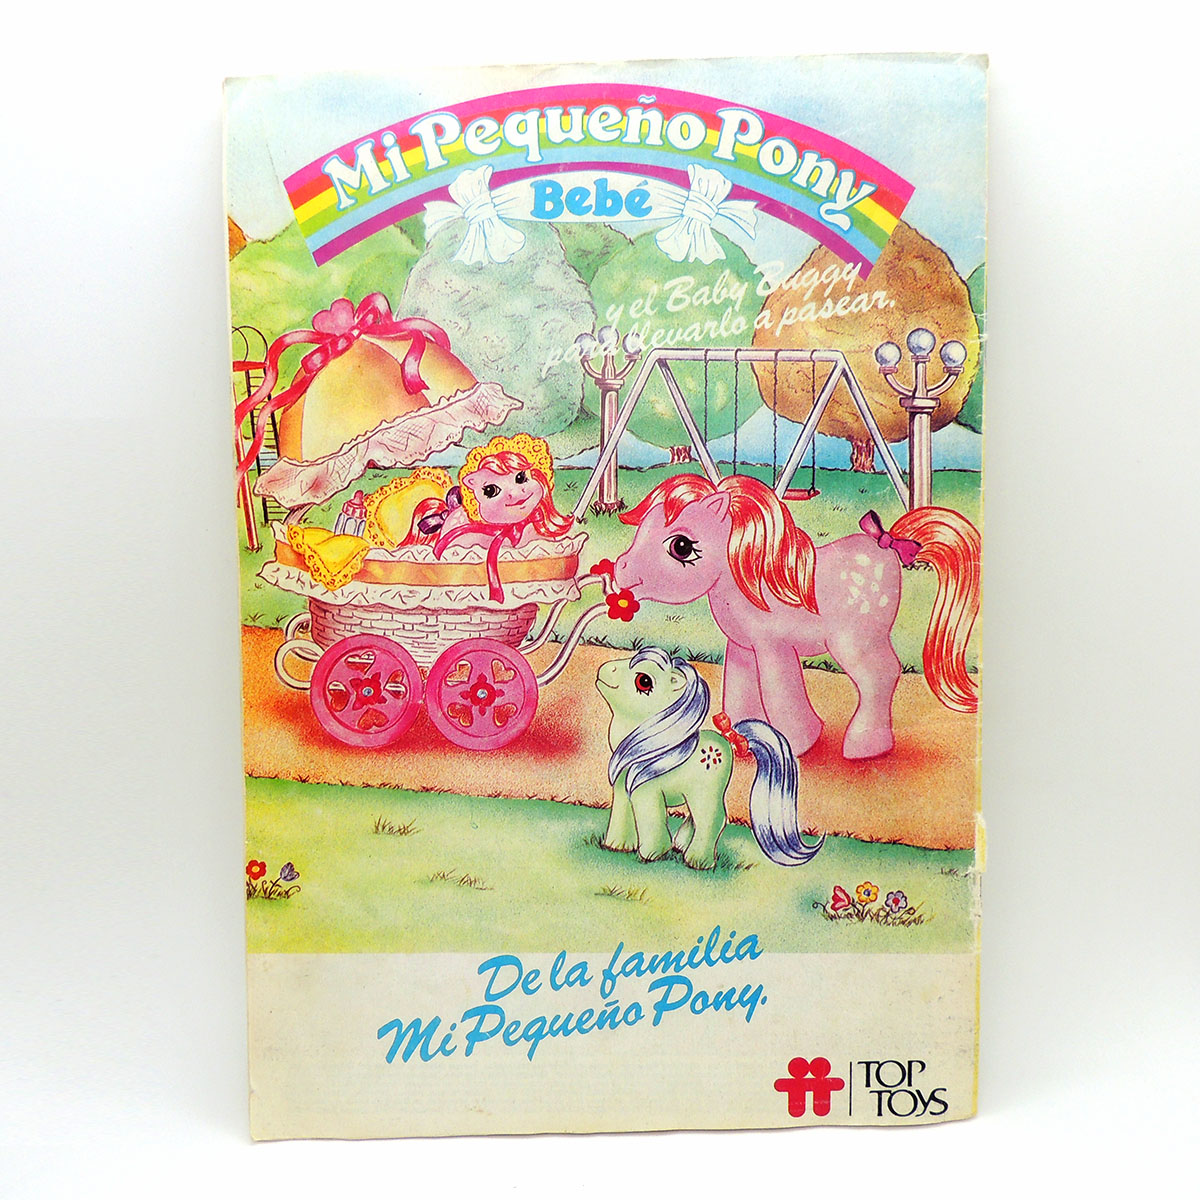 Mi Pequeño Pony
Bebé
y el Baby Buggy
para llevarlo a pasear.
De la familia
Mi Pequeño Pony.
TOP
TOYS